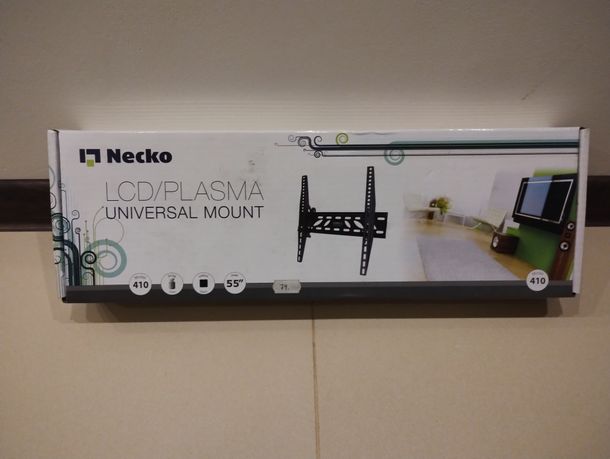 Necko
LCD/PLASMA
UNIVERSAL MOUNT
410
55"
410